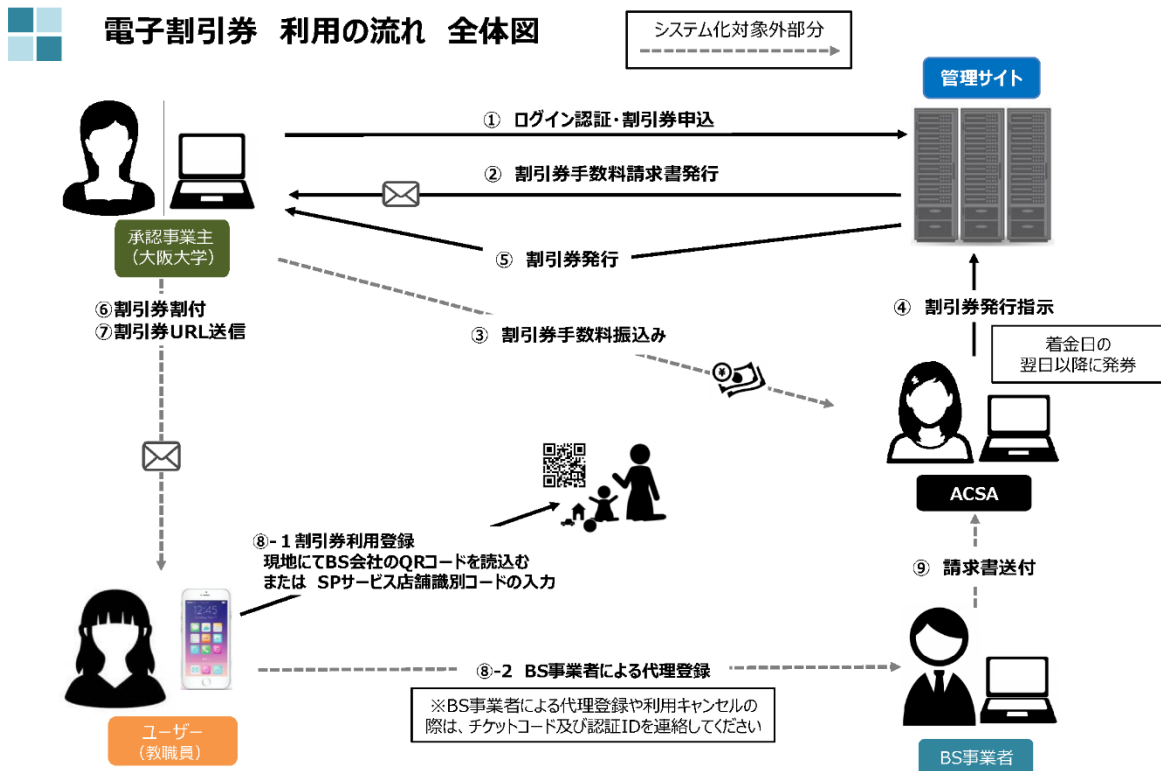 電子割引券 利用の流れ 全体図
システム化対象外部分
管理サイト
① ログイン認証・割引券申込
② 割引券手数料請求書発行
承認事業主
（大阪大学）
⑤ 割引券発行
⑥割引券割付
⑦割引券URL送信
③ 割引券手数料振込み
④ 割引券発行指示
着金日の
翌日以降に発券
¥
ACSA
⑧-１割引券利用登録
現地にてBS会社のQRコードを読込む
または SPサービス店舗識別コードの入力
⑨ 請求書送付
⑧-2 BS事業者による代理登録
※BS事業者による代理登録や利用キャンセルの
際は、チケットコード及び認証IDを連絡してください
ユーザー
（教職員）
BS事業者